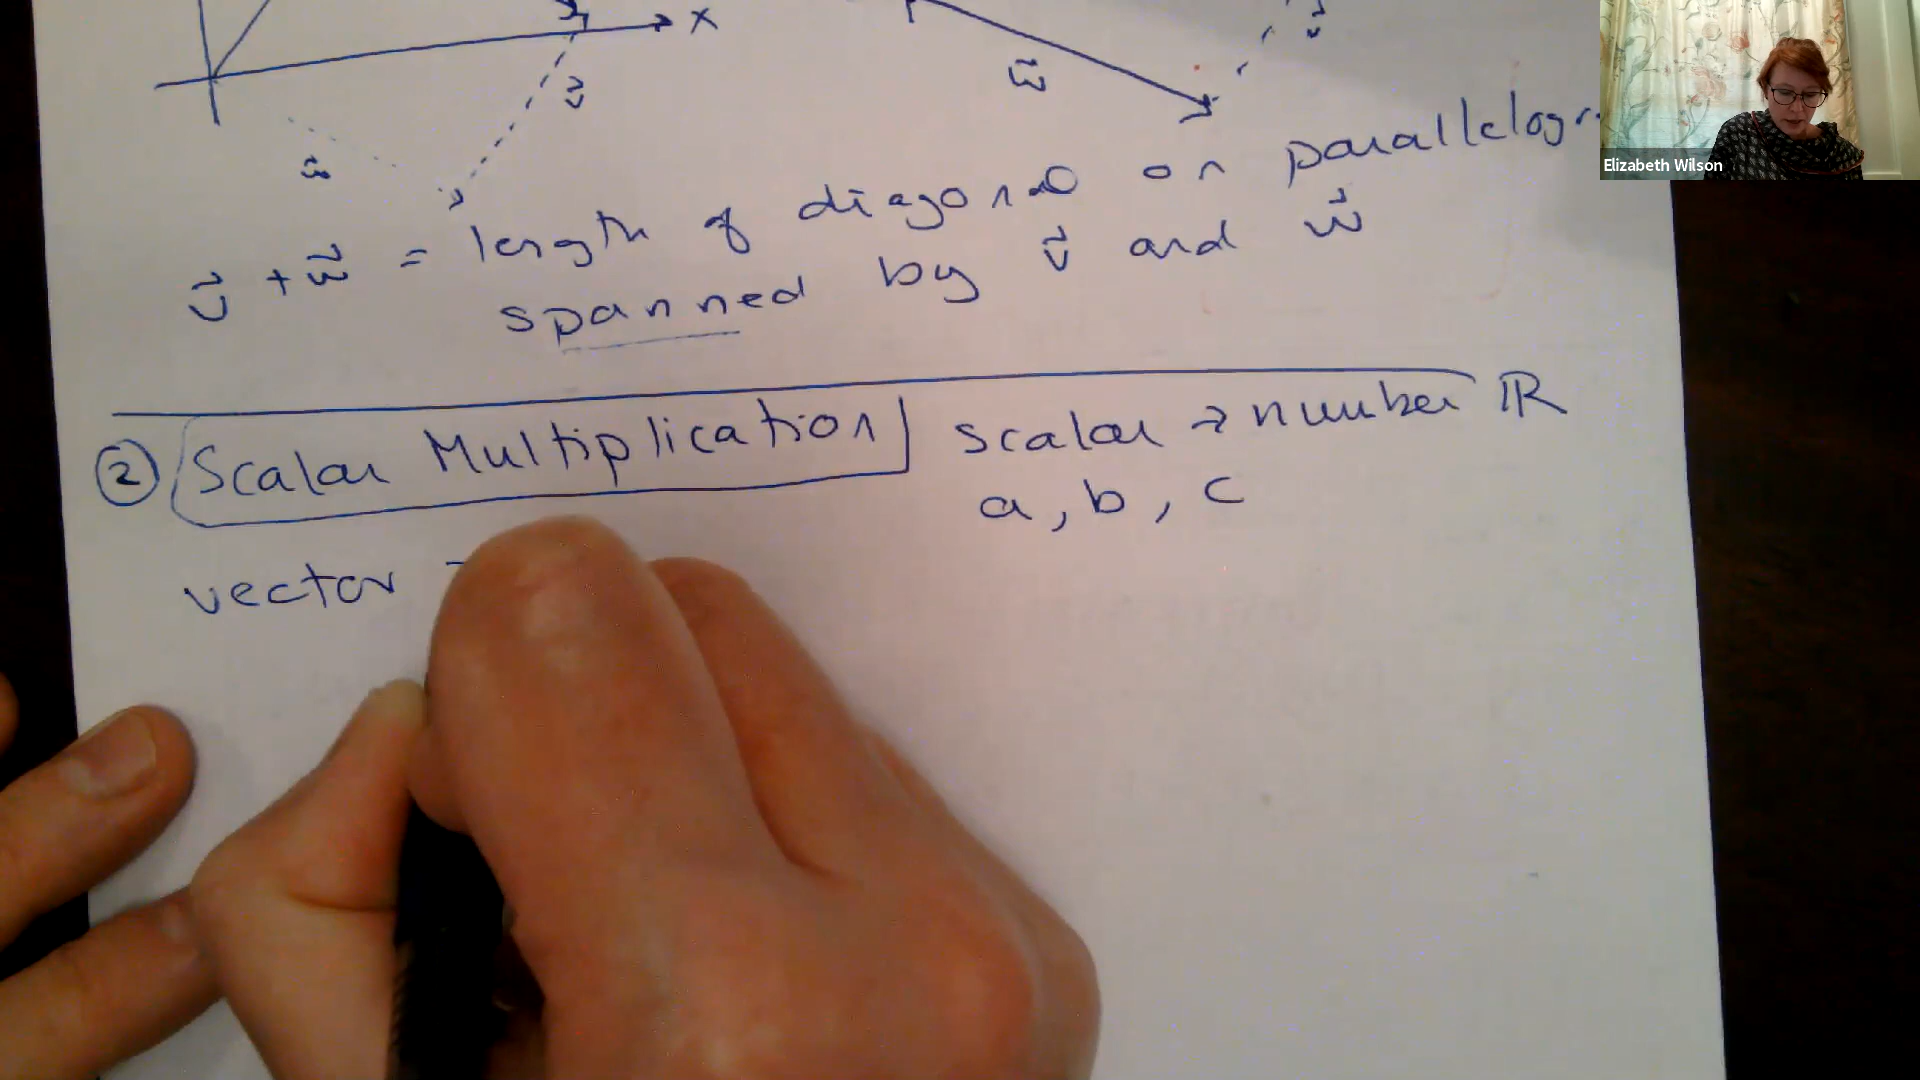 x
v⃗
w⃗
v⃗
w⃗
Elizabeth Wilson
v⃗ + w⃗ = length of diagonal on parallelogr
spanned by v⃗ and w⃗
② Scalar Multiplication scalar → number ℝ
a, b, c
vector